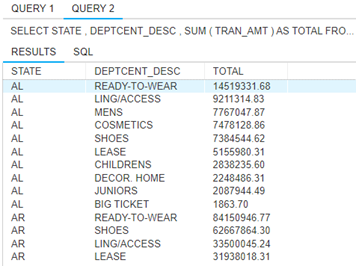 QUERY 1 QUERY 2
SELECT STATE , DEPTCENT_DESC , SUM ( TRAN_AMT ) AS TOTAL FRO...
RESULTS SQL
STATE DEPTCENT_DESC TOTAL
AL READY-TO-WEAR 14519331.68
AL LING/ACCESS 9211314.83
AL MENS 7767047.87
AL COSMETICS 7478128.86
AL SHOES 7384544.62
AL LEASE 5155980.31
AL CHILDRENS 2838235.60
AL DECOR. HOME 2248486.31
AL JUNIORS 2087944.49
AL BIG TICKET 1863.70
AR READY-TO-WEAR 84150946.77
AR SHOES 62667864.30
AR LING/ACCESS 33500045.24
AR LEASE 31938018.31